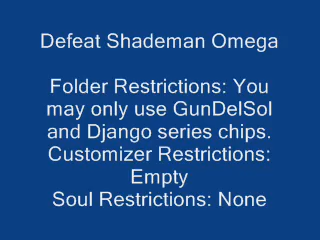 Defeat Shademan Omega
Folder Restrictions: You
may only use GunDelSol
and Django series chips.
Customizer Restrictions:
Empty
Soul Restrictions: None